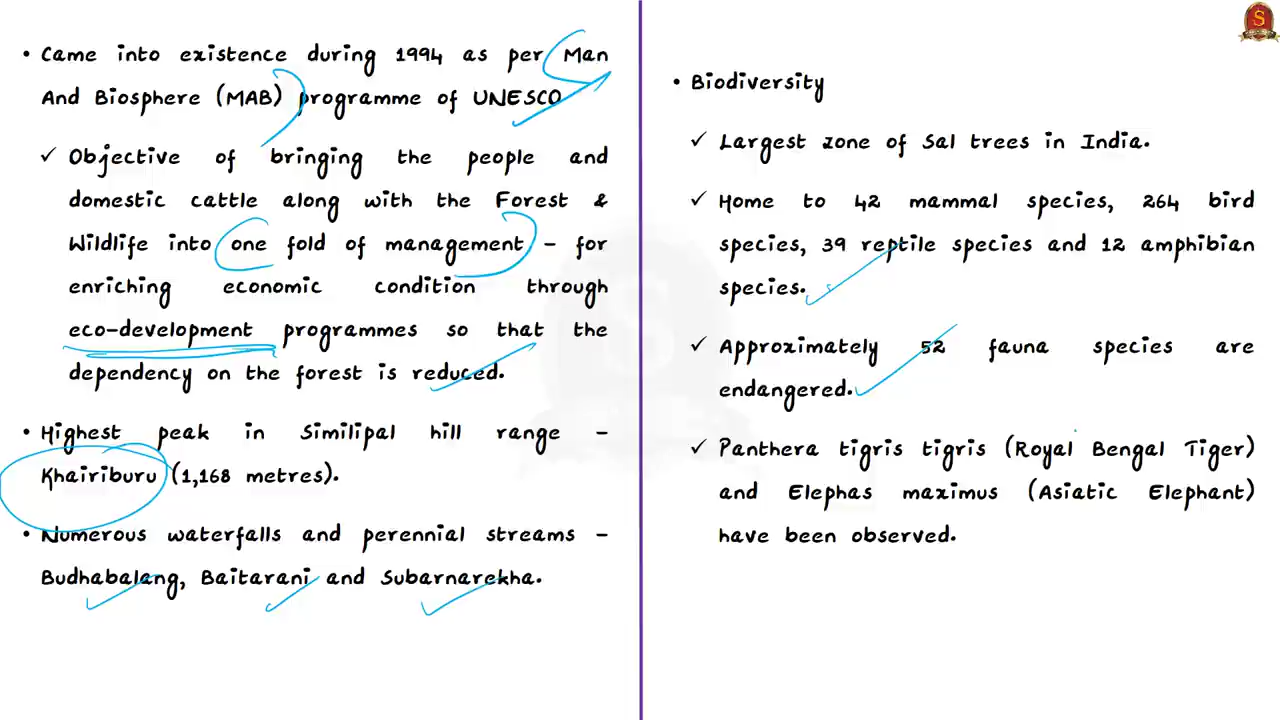 • Came into existence during 1994 as per Man
And Biosphere (MAB) programme of UNESCO
✓ Objective of bringing the people and
domestic cattle along with the Forest &
Wildlife into one fold of management – for
enriching economic condition through
eco-development programmes so that the
dependency on the forest is reduced.
• Highest peak in Similipal hill range –
Khairiburu (1,168 metres).
• Numerous waterfalls and perennial streams –
Budhabalang, Baitarani and Subarnarekha.
• Biodiversity
✓ Largest zone of Sal trees in India.
✓ Home to 42 mammal species, 264 bird
species, 39 reptile species and 12 amphibian
species.
✓ Approximately 52 fauna species are
endangered.
✓ Panthera tigris tigris (Royal Bengal Tiger)
and Elephas maximus (Asiatic Elephant)
have been observed.
S